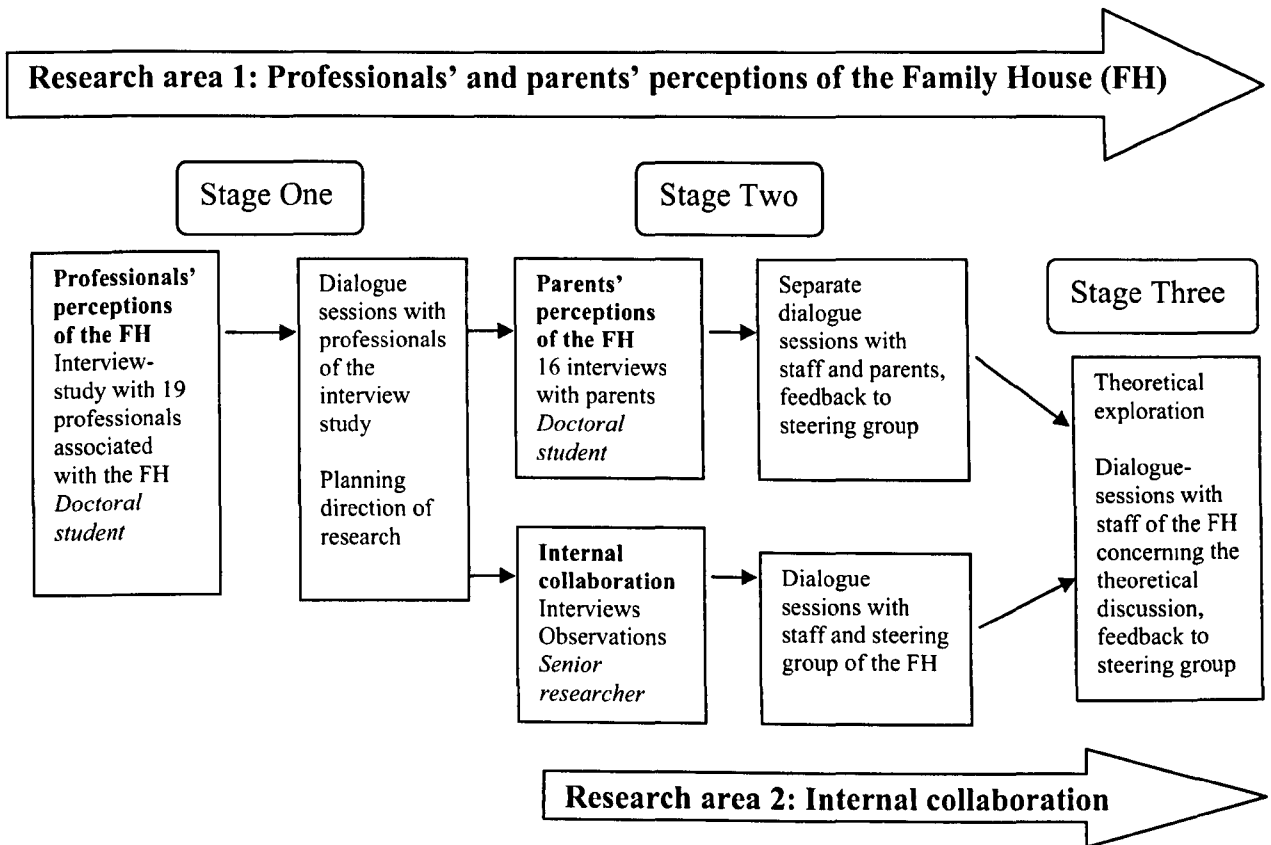 Research area 1: Professionals’ and parents’ perceptions of the Family House (FH)
Stage One
Stage Two
Stage Three
Professionals’
perceptions
of the FH
Interview-
study with 19
professionals
associated
with the FH
Doctoral
student
Dialogue
sessions with
professionals
of the
interview
study
Planning
direction of
research
Parents’
perceptions
of the FH
16 interviews
with parents
Doctoral
student
Separate
dialogue
sessions with
staff and parents,
feedback to
steering group
Internal
collaboration
Interviews
Observations
Senior
researcher
Dialogue
sessions with
staff and steering
group of the FH
Theoretical
exploration
Dialogue-
sessions with
staff of the FH
concerning the
theoretical
discussion,
feedback to
steering group
Research area 2: Internal collaboration